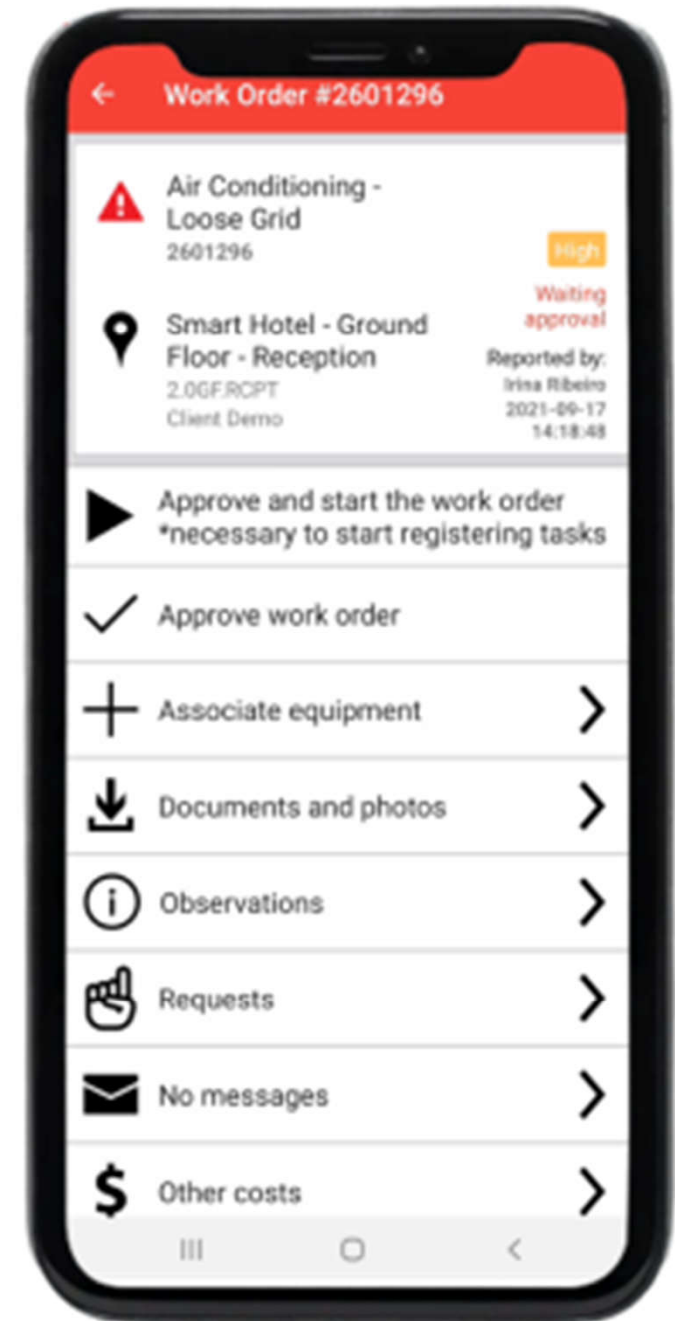 Work Order #2601296
Air Conditioning -
Loose Grid
2601296
High
Waiting
approval
Smart Hotel - Ground
Floor - Reception
2.0GF.RCPT
Client Demo
Reported by:
Irina Ribeiro
2021-09-17
14:18:48
Approve and start the work order
*necessary to start registering tasks
Approve work order
Associate equipment
Documents and photos
Observations
Requests
No messages
Other costs